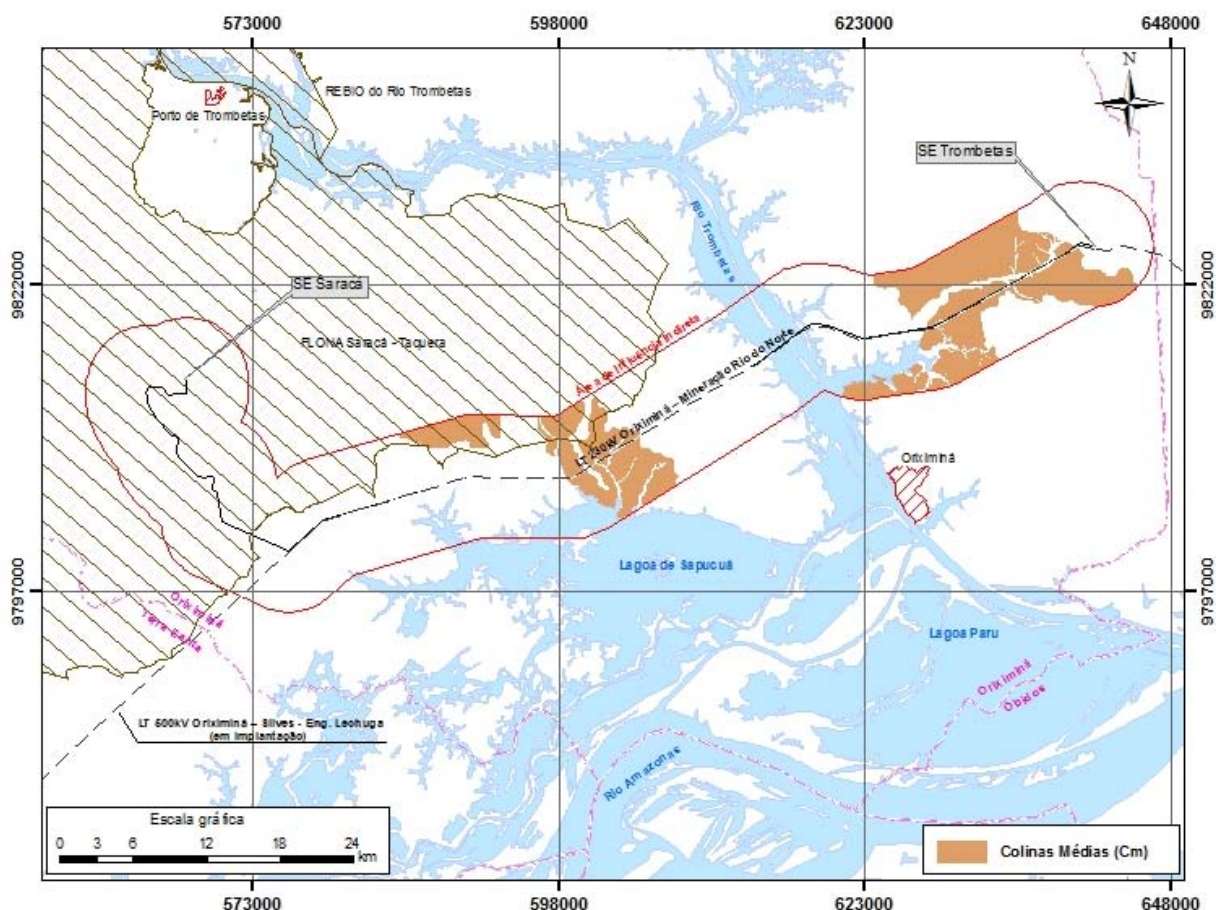 573000
598000
623000
648000
N
REBIO do Rio Trombetas
Porto de Trombetas
SE Trombetas
Rio Trombetas
9822000
9822000
SE Saracá
FLONA Saracá - Taquera
Área de Influência Indireta
LT 230kV Oriximiná - Mineração Rio do Norte
Oriximiná
Lagoa de Sapucuá
9797000
9797000
Oriximiná
Terra Santa
Lagoa Paru
Oriximiná
Óbidos
LT 500kV Oriximiná – Silves - Eng. Lechuga
(em implantação)
Rio Amazonas
Escala gráfica
0 3 6 12 18 24
km
Colinas Médias (Cm)
573000
598000
623000
648000